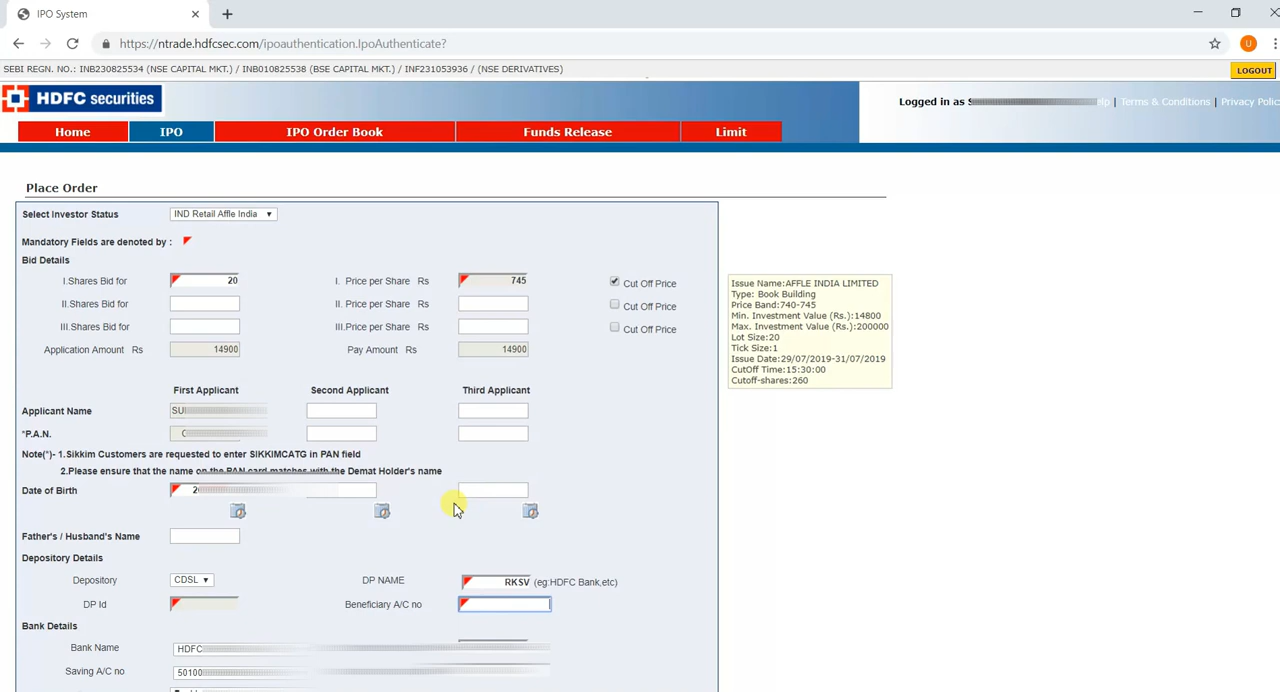 IPO System
https://ntrade.hdfcsec.com/ipoauthentication.IpoAuthenticate?
U
SEBI REGN. NO.: INB230825534 (NSE CAPITAL MKT.) / INB010825538 (BSE CAPITAL MKT.) / INF231053936 / (NSE DERIVATIVES)
LOGOUT
HDFC securities
Logged in as S
Terms & Conditions | Privacy Polic
Home IPO IPO Order Book Funds Release Limit
Place Order
Select Investor Status IND Retail Affle India
Mandatory Fields are denoted by :
Bid Details
I.Shares Bid for 20 I. Price per Share Rs 745 Cut Off Price
II.Shares Bid for II. Price per Share Rs Cut Off Price
III.Shares Bid for III.Price per Share Rs Cut Off Price
Application Amount Rs 14900 Pay Amount Rs 14900
Issue Name:AFFLE INDIA LIMITED
Type: Book Building
Price Band:740-745
Min. Investment Value (Rs.):14800
Max. Investment Value (Rs.):200000
Lot Size:20
Tick Size:1
Issue Date:29/07/2019-31/07/2019
CutOff Time:15:30:00
Cutoff-shares:260
First Applicant Second Applicant Third Applicant
Applicant Name
*P.A.N.
Note(*)- 1.Sikkim Customers are requested to enter SIKKIMCATG in PAN field
2.Please ensure that the name on the PAN card matches with the Demat Holder's name
Date of Birth
Father's / Husband's Name
Depository Details
Depository CDSL DP NAME RKSV (eg:HDFC Bank,etc)
DP Id Beneficiary A/C no
Bank Details
Bank Name HDFC
Saving A/C no 50100